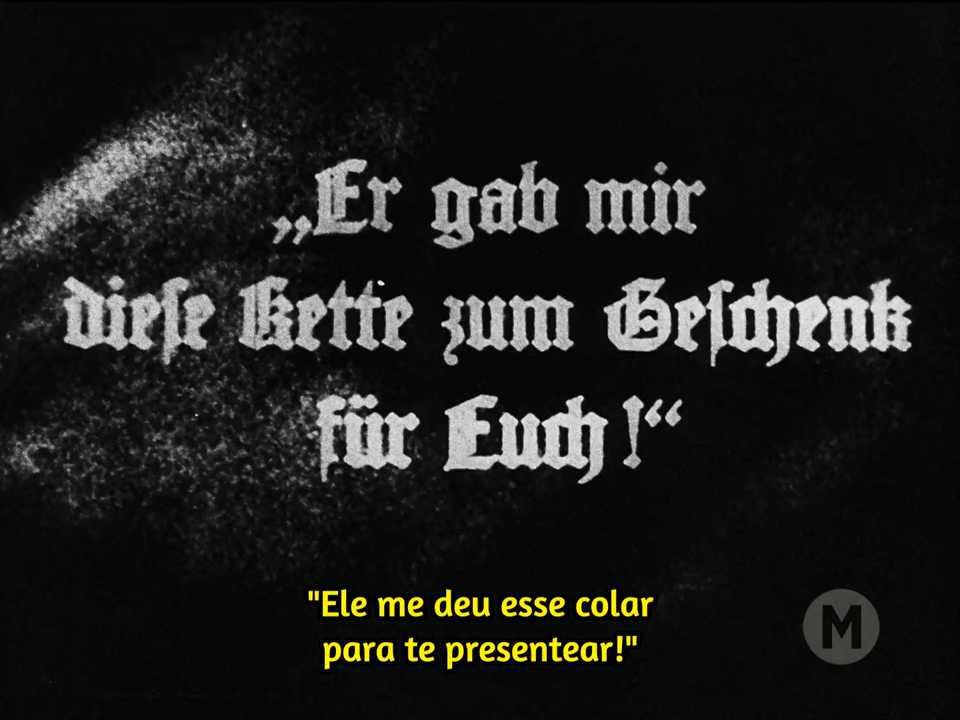 „Er gab mir
dieſe Kette zum Geſchenk
für Euch!“
"Ele me deu esse colar
para te presentear!"
M